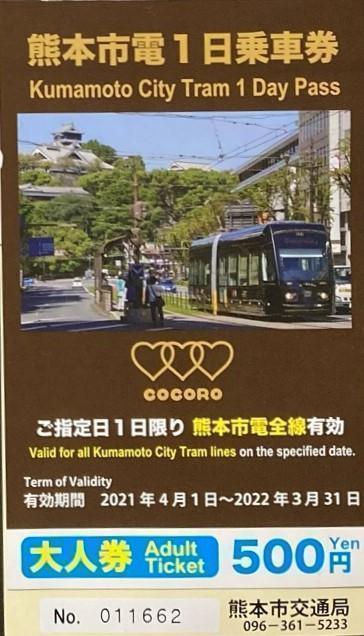 熊本市電1日乗車券
Kumamoto City Tram 1 Day Pass
COCORO
ご指定日1日限り 熊本市電全線有効
Valid for all Kumamoto City Tram lines on the specified date.
Term of Validity
有効期間 2021年4月1日～2022年3月31日
大人券 Adult Ticket 500円 Yen
No. 011662
熊本市交通局
096-361-5233